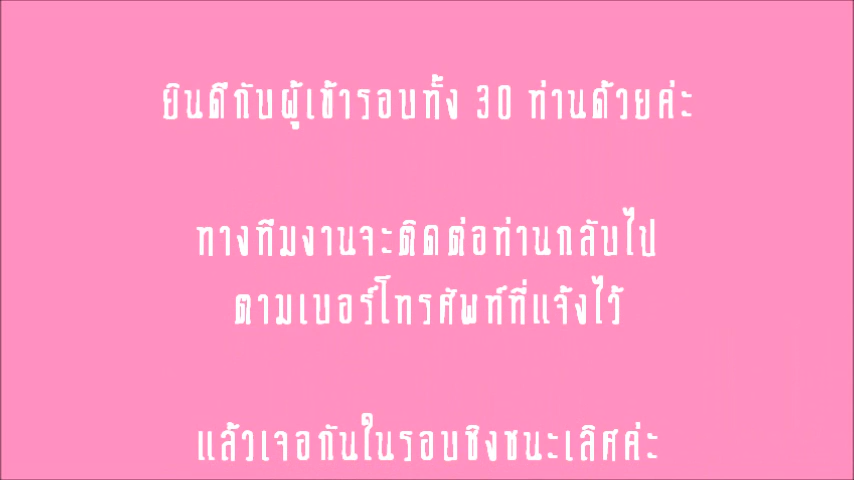 ยินดีกับผู้เข้ารอบทั้ง 30 ท่านด้วยค่ะ
ทางทีมงานจะติดต่อท่านกลับไป
ตามเบอร์โทรศัพท์ที่แจ้งไว้
แล้วเจอกันในรอบชิงชนะเลิศค่ะ